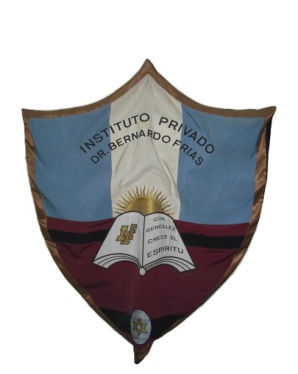 INSTITUTO PRIVADO
DR. BERNARDO FRIAS
CON
SENCILLEZ
CRECE EL
ESPIRITU